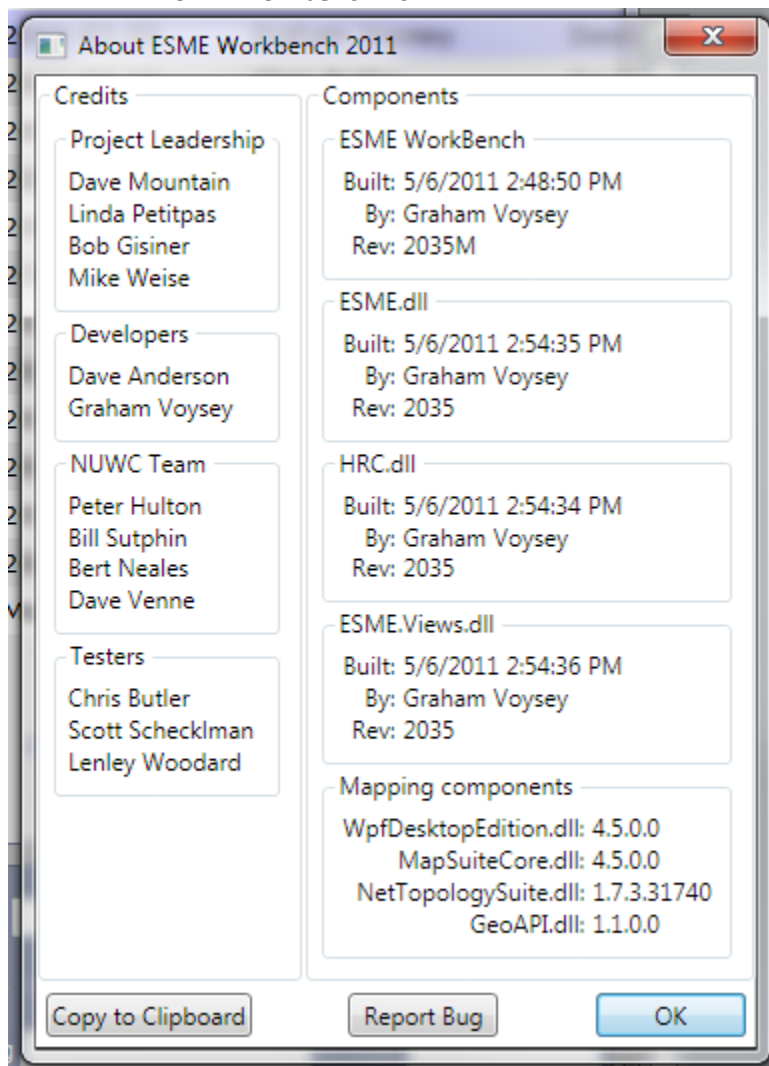 About ESME Workbench 2011
Credits
Project Leadership
Dave Mountain
Linda Petitpas
Bob Gisiner
Mike Weise
Developers
Dave Anderson
Graham Voysey
NUWC Team
Peter Hulton
Bill Sutphin
Bert Neales
Dave Venne
Testers
Chris Butler
Scott Schecklman
Lenley Woodard
Components
ESME WorkBench
Built: 5/6/2011 2:48:50 PM
By: Graham Voysey
Rev: 2035M
ESME.dll
Built: 5/6/2011 2:54:35 PM
By: Graham Voysey
Rev: 2035
HRC.dll
Built: 5/6/2011 2:54:34 PM
By: Graham Voysey
Rev: 2035
ESME.Views.dll
Built: 5/6/2011 2:54:36 PM
By: Graham Voysey
Rev: 2035
Mapping components
WpfDesktopEdition.dll: 4.5.0.0
MapSuiteCore.dll: 4.5.0.0
NetTopologySuite.dll: 1.7.3.31740
GeoAPI.dll: 1.1.0.0
Copy to Clipboard
Report Bug
OK